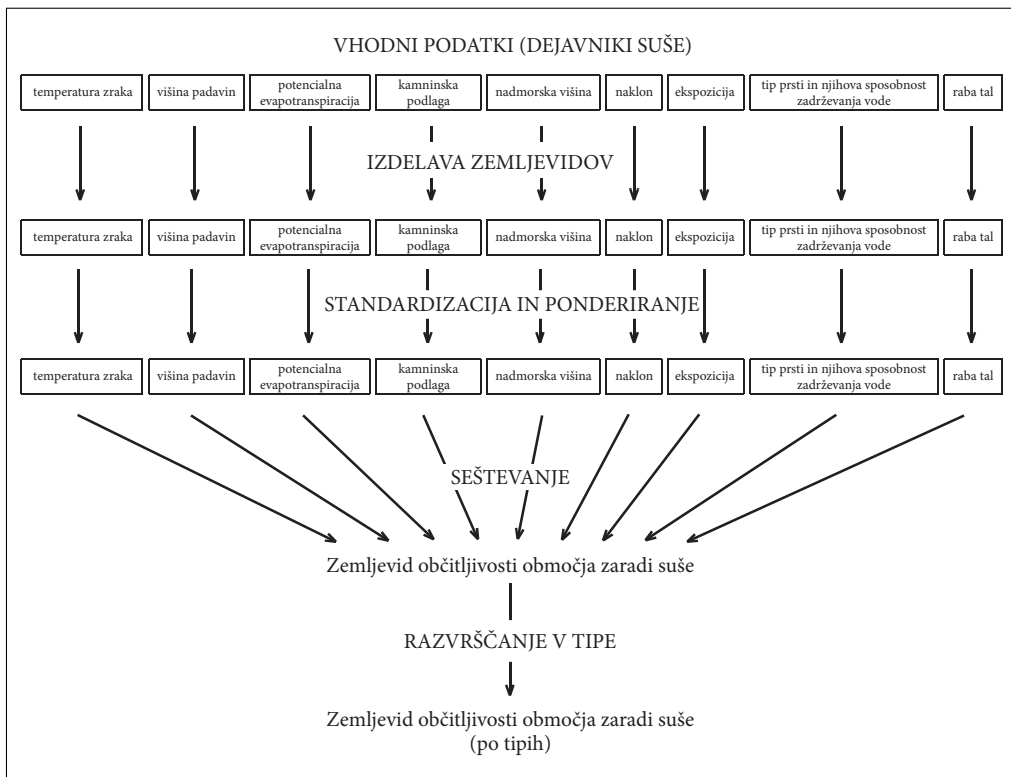 VHODNI PODATKI (DEJAVNIKI SUŠE)
temperatura zraka
višina padavin
potencialna
evapotranspiracija
kamninska
podlaga
nadmorska višina
naklon
ekspozicija
tip prsti in njihova sposobnost
zadrževanja vode
raba tal
IZDELAVA ZEMLJEVIDOV
temperatura zraka
višina padavin
potencialna
evapotranspiracija
kamninska
podlaga
nadmorska višina
naklon
ekspozicija
tip prsti in njihova sposobnost
zadrževanja vode
raba tal
STANDARDIZACIJA IN PONDERIRANJE
temperatura zraka
višina padavin
potencialna
evapotranspiracija
kamninska
podlaga
nadmorska višina
naklon
ekspozicija
tip prsti in njihova sposobnost
zadrževanja vode
raba tal
SEŠTEVANJE
Zemljevid občitljivosti območja zaradi suše
RAZVRŠČANJE V TIPE
Zemljevid občitljivosti območja zaradi suše
(po tipih)